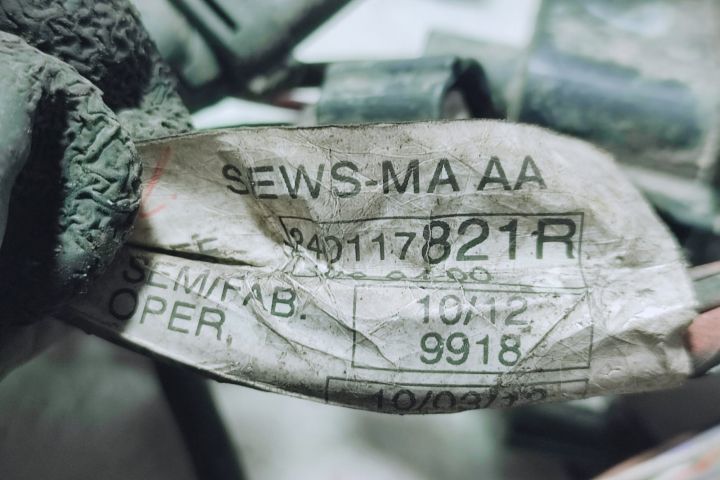 SEWS-MA AA
240117821R
SEM/FAB. 10/12
OPER. 9918